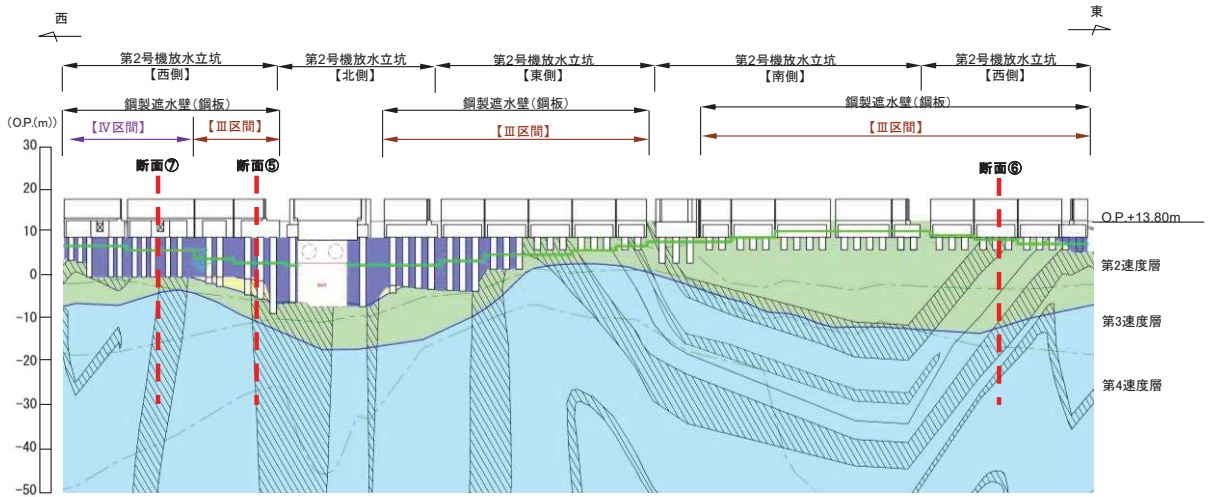 西
東
第2号機放水立坑
【西側】
第2号機放水立坑
【北側】
第2号機放水立坑
【東側】
第2号機放水立坑
【南側】
第2号機放水立坑
【西側】
鋼製遮水壁(鋼板)
鋼製遮水壁(鋼板)
鋼製遮水壁(鋼板)
(O.P.(m))
【Ⅳ区間】
【Ⅲ区間】
【Ⅲ区間】
【Ⅲ区間】
断面⑦
断面⑤
断面⑥
30
20
10
0
-10
-20
-30
-40
-50
O.P.+13.80m
第2速度層
第3速度層
第4速度層